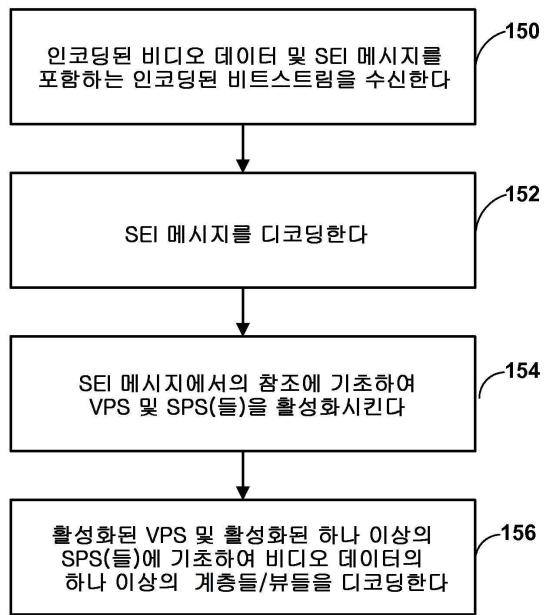 인코딩된 비디오 데이터 및 SEI 메시지를
포함하는 인코딩된 비트스트림을 수신한다
150
SEI 메시지를 디코딩한다
152
SEI 메시지에서의 참조에 기초하여
VPS 및 SPS(들)을 활성화시킨다
154
활성화된 VPS 및 활성화된 하나 이상의
SPS(들)에 기초하여 비디오 데이터의
하나 이상의 계층들/뷰들을 디코딩한다
156